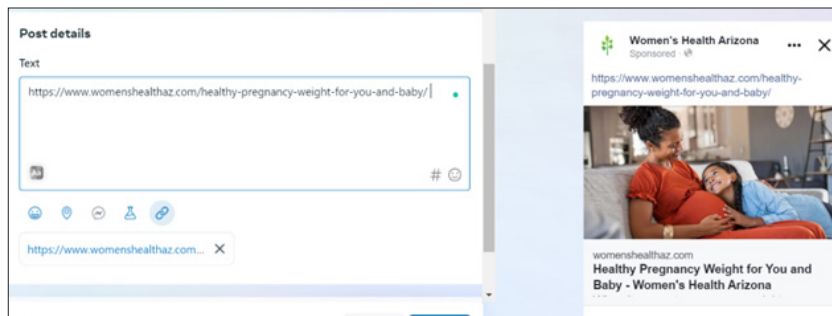 Post details
Text
https://www.womenshealthaz.com/healthy-pregnancy-weight-for-you-and-baby/
#
https://www.womenshealthaz.com... ✕
Women's Health Arizona ... ✕
Sponsored ·
https://www.womenshealthaz.com/healthy-
pregnancy-weight-for-you-and-baby/
womenshealthaz.com
Healthy Pregnancy Weight for You and
Baby - Women's Health Arizona